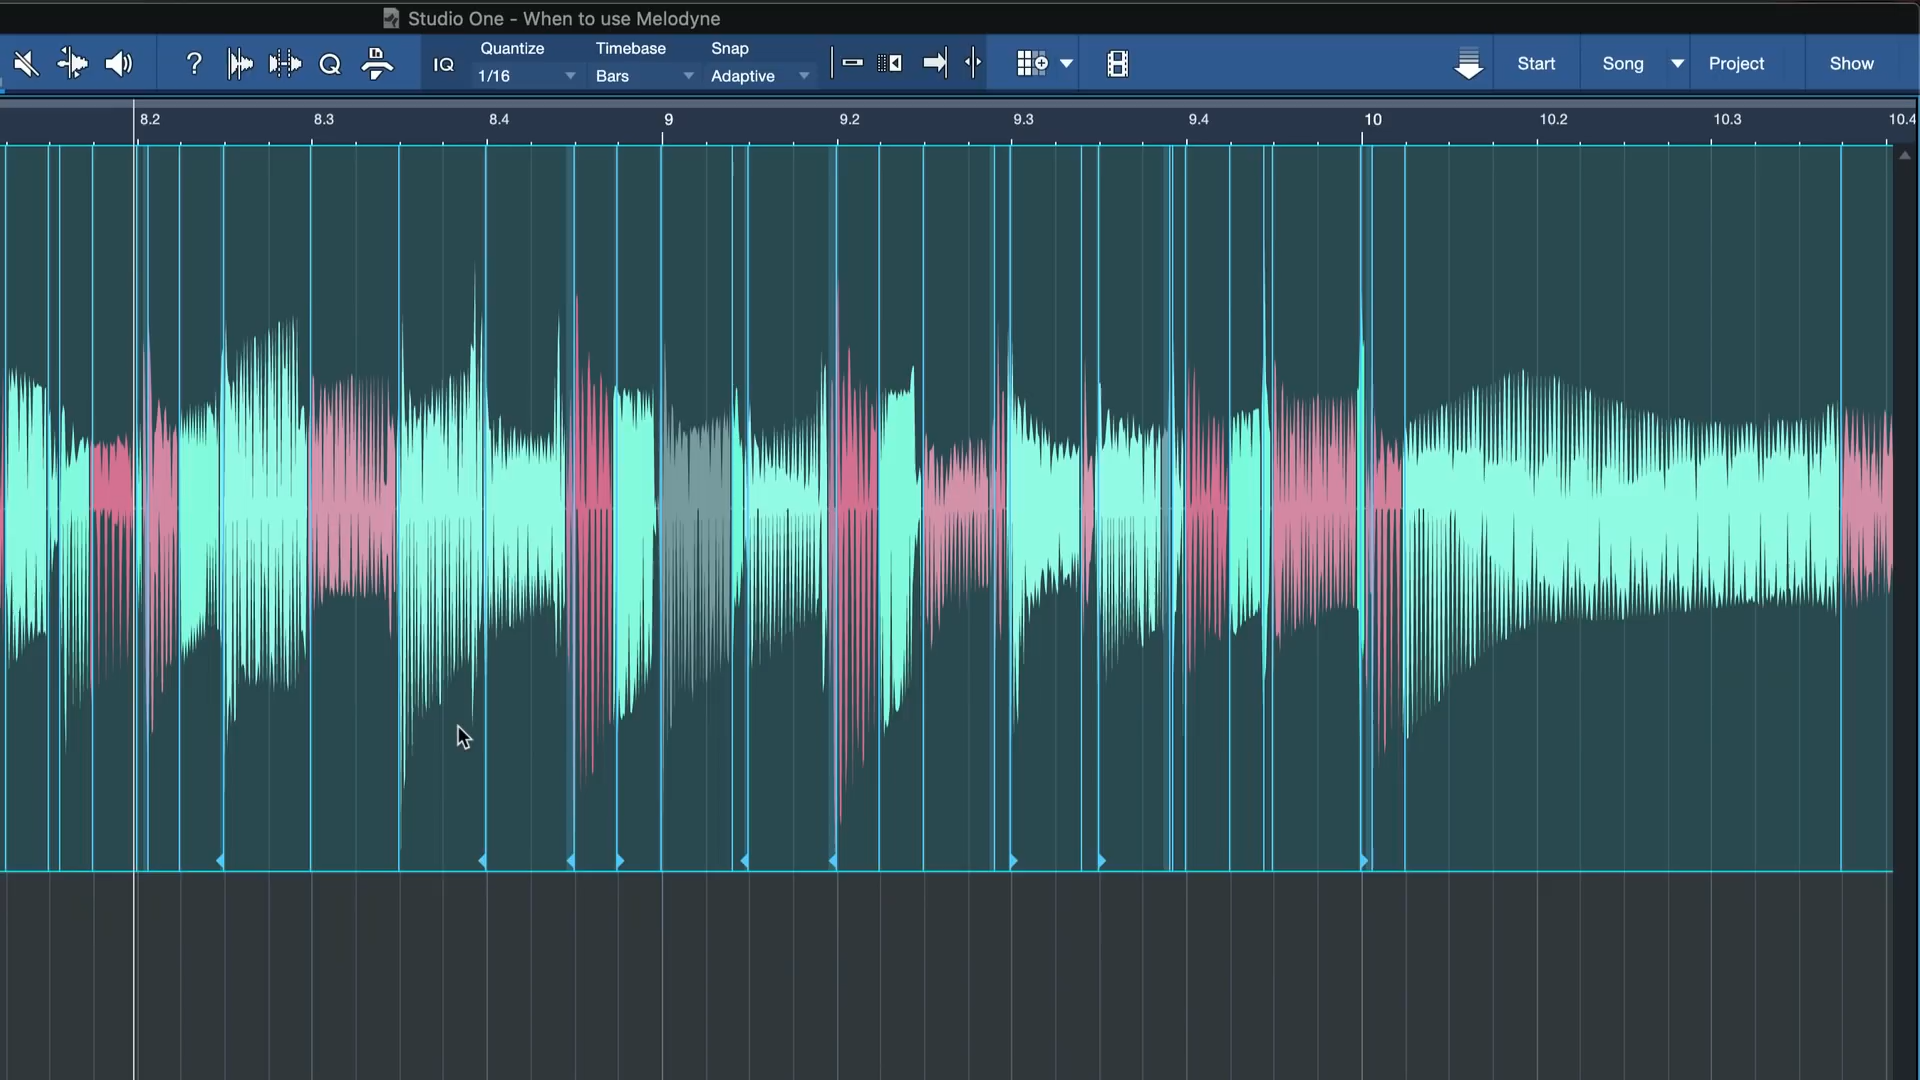 Studio One - When to use Melodyne
? Q IQ
Quantize Timebase Snap
1/16 Bars Adaptive
Start Song Project Show
8.2 8.3 8.4 9 9.2 9.3 9.4 10 10.2 10.3 10.4